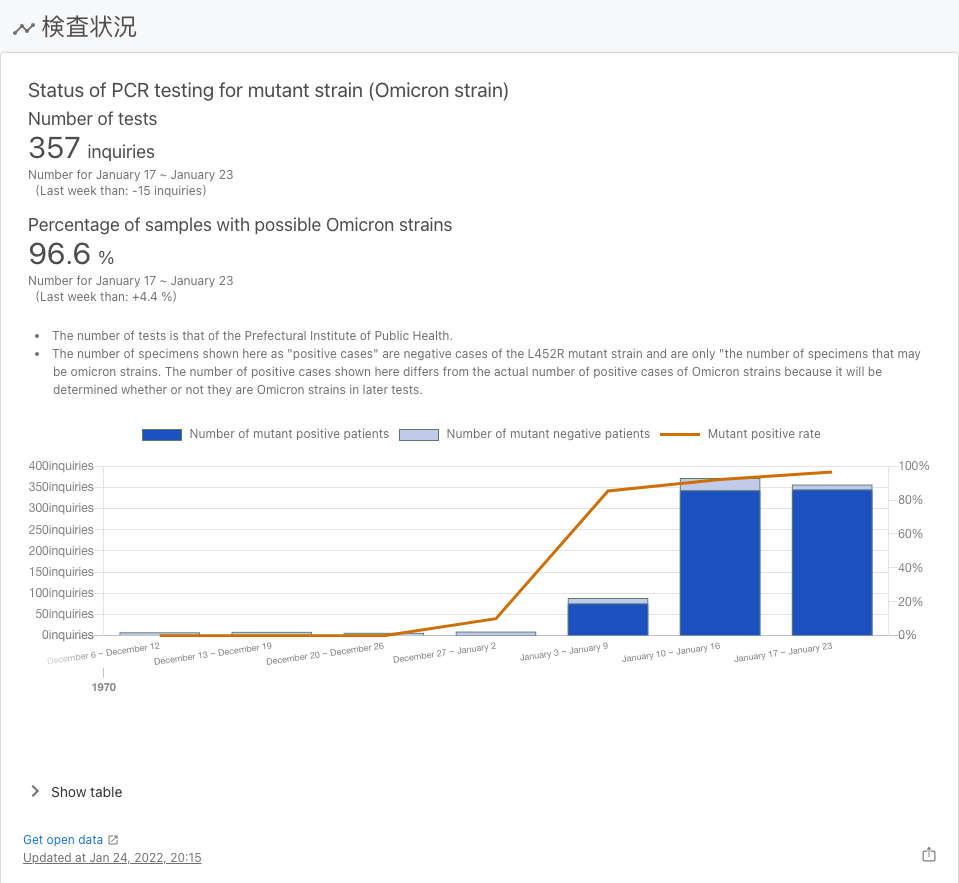 検査状況
Status of PCR testing for mutant strain (Omicron strain)
Number of tests
357 inquiries
Number for January 17 ~ January 23
(Last week than: -15 inquiries)
Percentage of samples with possible Omicron strains
96.6 %
Number for January 17 ~ January 23
(Last week than: +4.4 %)
• The number of tests is that of the Prefectural Institute of Public Health.
• The number of specimens shown here as "positive cases" are negative cases of the L452R mutant strain and are only "the number of specimens that may
be omicron strains. The number of positive cases shown here differs from the actual number of positive cases of Omicron strains because it will be
determined whether or not they are Omicron strains in later tests.
Number of mutant positive patients Number of mutant negative patients Mutant positive rate
400inquiries 100%
350inquiries
80%
300inquiries
250inquiries 60%
200inquiries
40%
150inquiries
100inquiries
20%
50inquiries
0inquiries 0%
December 6 ~ December 12 December 13 ~ December 19 December 20 ~ December 26 December 27 ~ January 2 January 3 ~ January 9 January 10 ~ January 16 January 17 ~ January 23
1970
Show table
Get open data
Updated at Jan 24, 2022, 20:15